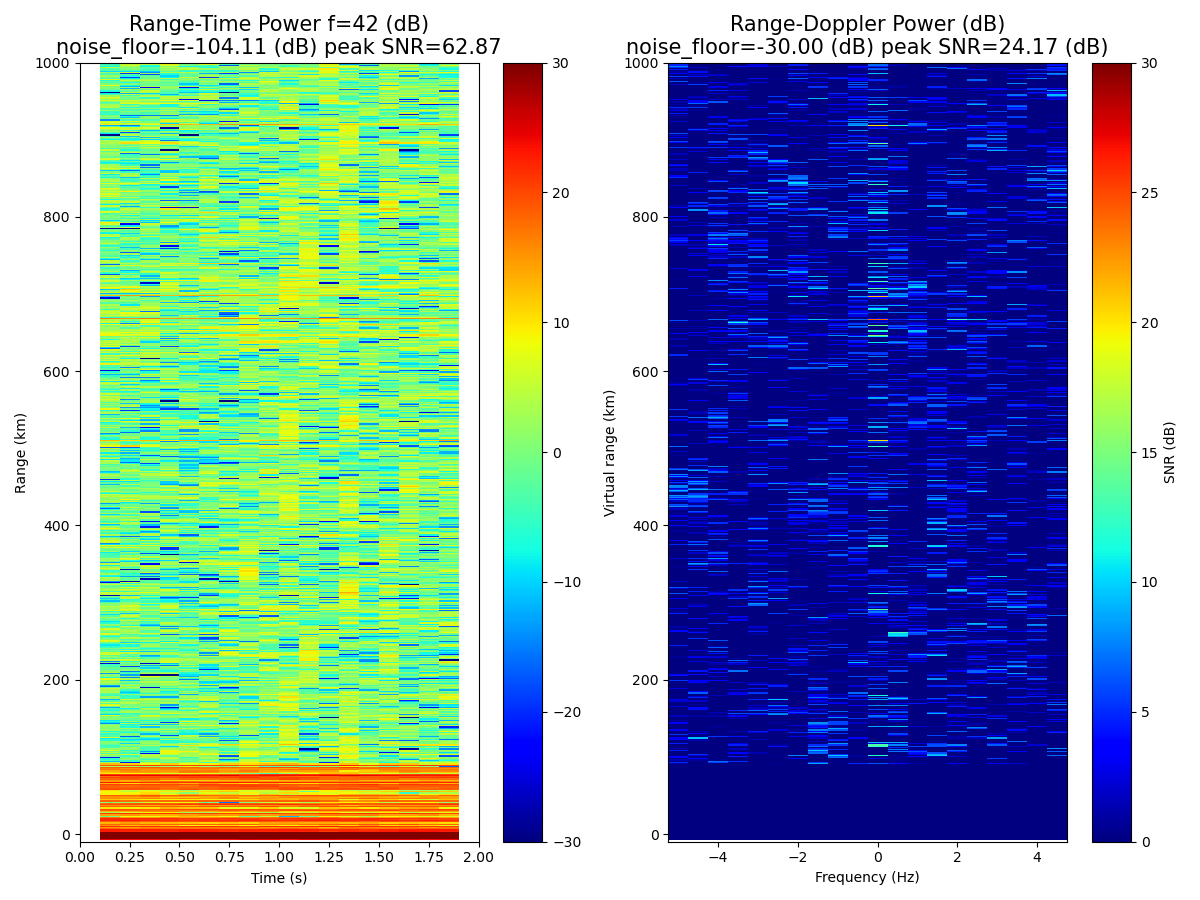 Range-Time Power f=42 (dB)
noise_floor=-104.11 (dB) peak SNR=62.87
1000
800
600
400
200
0
Range (km)
0.00 0.25 0.50 0.75 1.00 1.25 1.50 1.75 2.00
Time (s)
30
20
10
0
−10
−20
−30
Range-Doppler Power (dB)
noise_floor=-30.00 (dB) peak SNR=24.17 (dB)
1000
800
600
400
200
0
Virtual range (km)
−4 −2 0 2 4
Frequency (Hz)
30
25
20
15
10
5
0
SNR (dB)